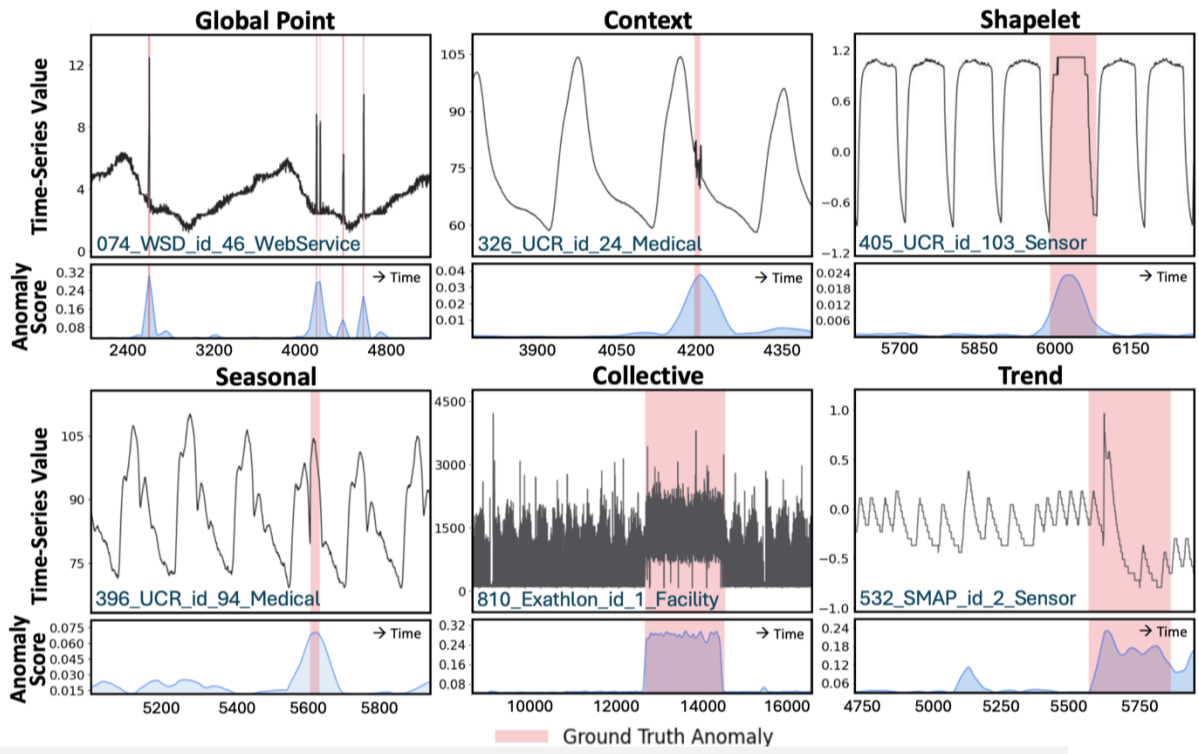 Global Point
Context
Shapelet
Time-Series Value
12
8
4
0
074_WSD_id_46_WebService
105
90
75
60
326_UCR_id_24_Medical
1.2
0.6
0.0
−0.6
−1.2
405_UCR_id_103_Sensor
Anomaly
Score
0.32
0.24
0.16
0.08
→ Time
2400 3200 4000 4800
0.04
0.03
0.02
0.01
→ Time
3900 4050 4200 4350
0.024
0.018
0.012
0.006
→ Time
5700 5850 6000 6150
Seasonal
Collective
Trend
Time-Series Value
105
90
75
396_UCR_id_94_Medical
4500
3000
1500
0
810_Exathlon_id_1_Facility
1.0
0.5
0.0
−0.5
−1.0
532_SMAP_id_2_Sensor
Anomaly
Score
0.075
0.060
0.045
0.030
0.015
→ Time
5200 5400 5600 5800
0.32
0.24
0.16
0.08
→ Time
10000 12000 14000 16000
0.24
0.18
0.12
0.06
→ Time
4750 5000 5250 5500 5750
Ground Truth Anomaly